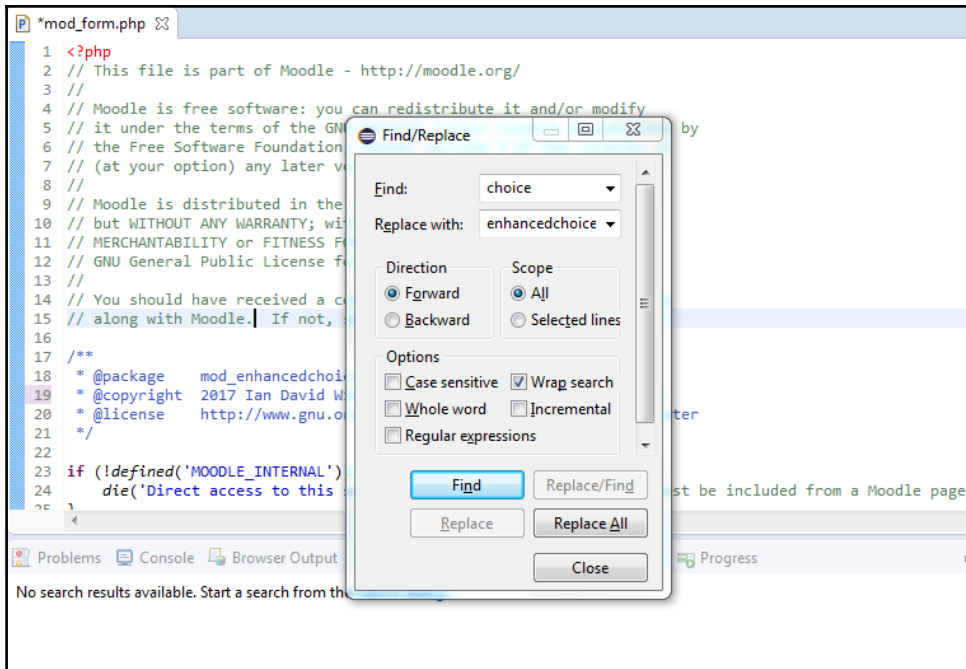 *mod_form.php
1 <?php
2 // This file is part of Moodle - http://moodle.org/
3 //
4 // Moodle is free software: you can redistribute it and/or modify
5 // it under the terms of the GNU by
6 // the Free Software Foundation
7 // (at your option) any later
8 //
9 // Moodle is distributed in the
10 // but WITHOUT ANY WARRANTY;
11 // MERCHANTABILITY or FITNESS
12 // GNU General Public License
13 //
14 // You should have received a
15 // along with Moodle. If not,
16
17 /**
18 * @package mod_enhancedchoi
19 * @copyright 2017 Ian David
20 * @license http://www.gnu.o ter
21 */
22
23 if (!defined('MOODLE_INTERNAL')
24 die('Direct access to this st be included from a Moodle page
25 }
Find/Replace
Find: choice
Replace with: enhancedchoice
Direction Scope
Forward All
Backward Selected lines
Options
Case sensitive Wrap search
Whole word Incremental
Regular expressions
Find Replace/Find
Replace Replace All
Close
Problems Console Browser Output Progress
No search results available. Start a search from the